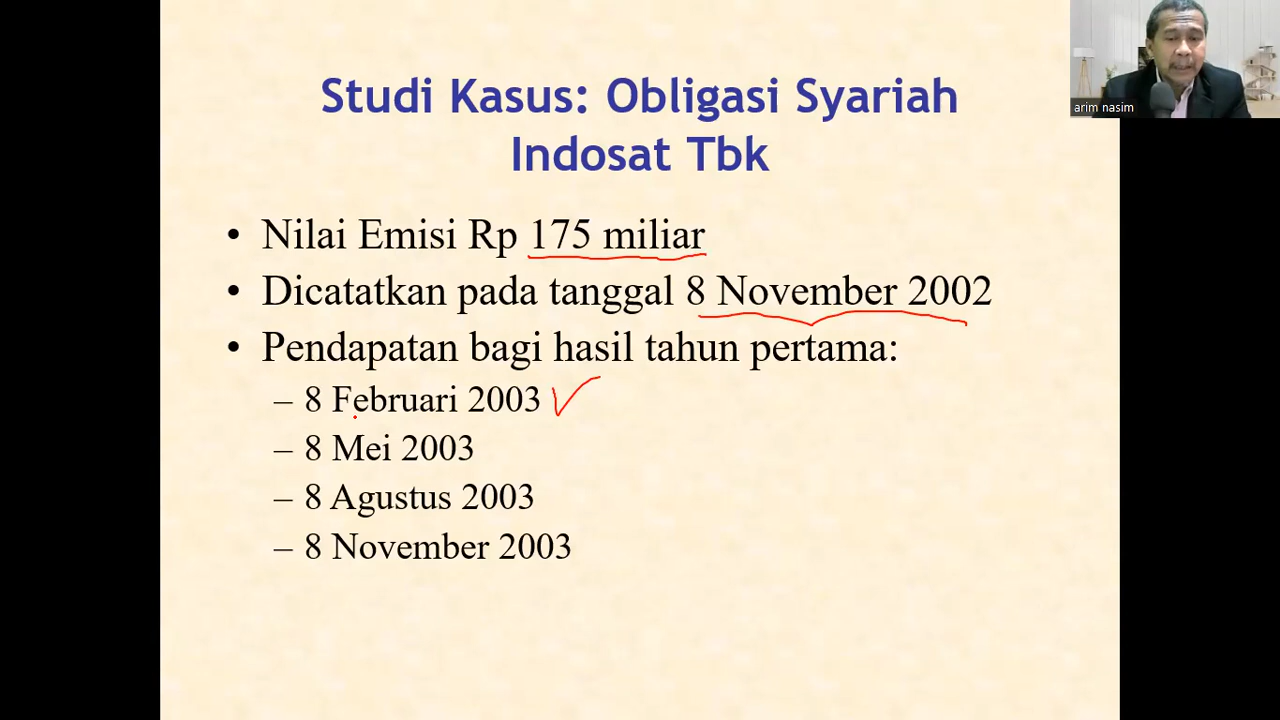 Studi Kasus: Obligasi Syariah
Indosat Tbk
• Nilai Emisi Rp 175 miliar
• Dicatatkan pada tanggal 8 November 2002
• Pendapatan bagi hasil tahun pertama:
– 8 Februari 2003
– 8 Mei 2003
– 8 Agustus 2003
– 8 November 2003
arim nasim